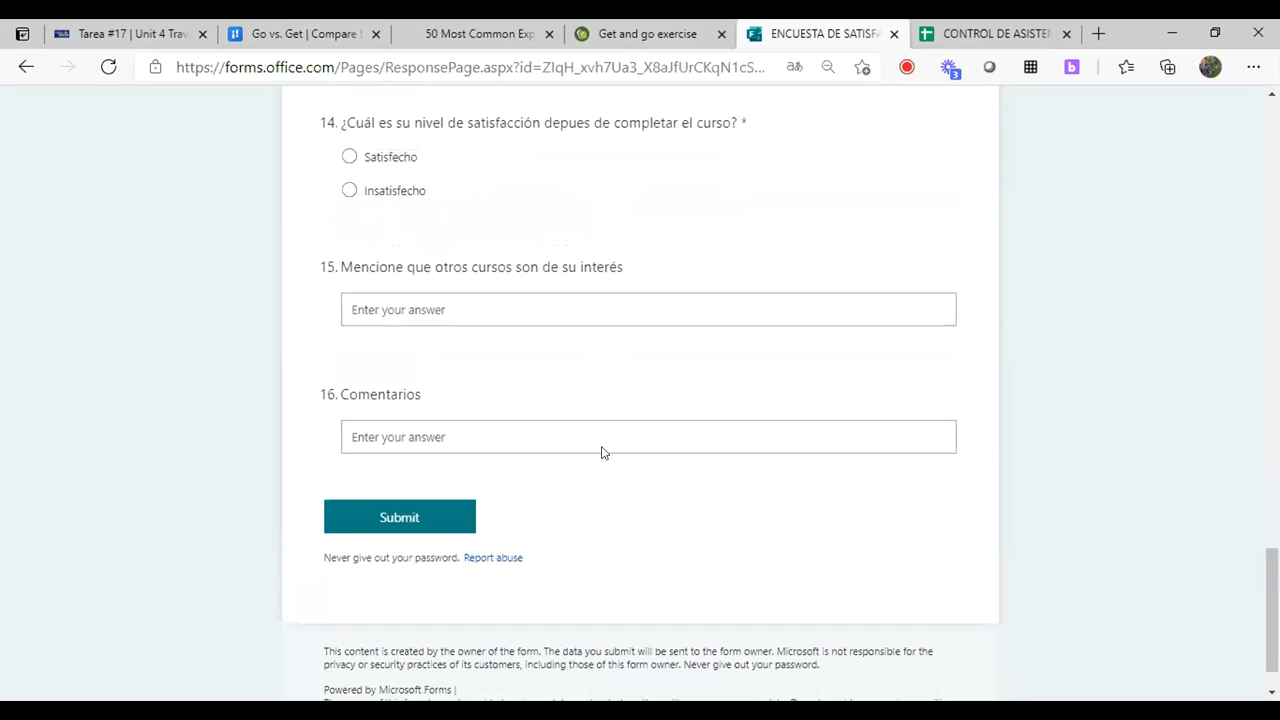 Tarea #17 | Unit 4 Trav
Go vs. Get | Compare
50 Most Common Exp
Get and go exercise
ENCUESTA DE SATISFA
CONTROL DE ASISTEN
https://forms.office.com/Pages/ResponsePage.aspx?id=ZIqH_xvh7Ua3_X8aJfUrCKqN1cS...
14. ¿Cuál es su nivel de satisfacción depues de completar el curso? *
Satisfecho
Insatisfecho
15. Mencione que otros cursos son de su interés
Enter your answer
16. Comentarios
Enter your answer
Submit
Never give out your password. Report abuse
This content is created by the owner of the form. The data you submit will be sent to the form owner. Microsoft is not responsible for the
privacy or security practices of its customers, including those of this form owner. Never give out your password.
Powered by Microsoft Forms |